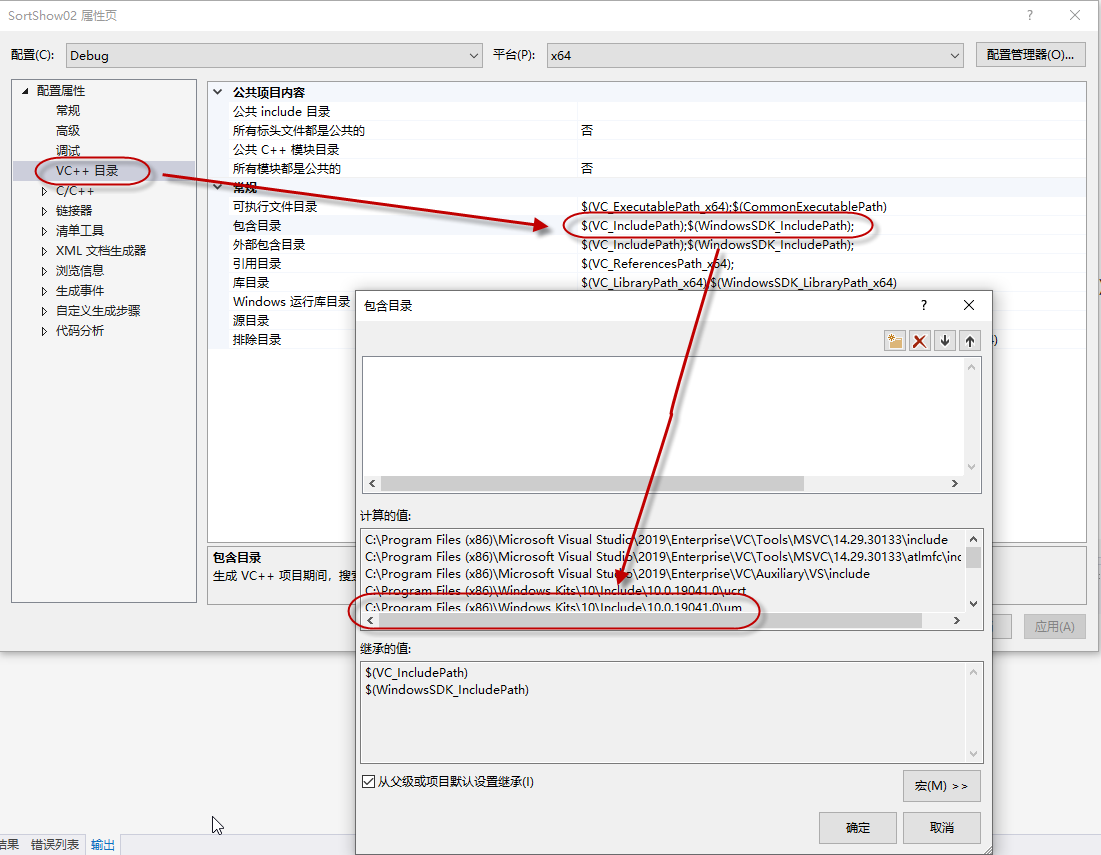 SortShow02 属性页
配置(C): Debug 平台(P): x64 配置管理器(O)...
配置属性
常规
高级
调试
VC++ 目录
C/C++
链接器
清单工具
XML 文档生成器
浏览信息
生成事件
自定义生成步骤
代码分析
公共项目内容
公共 include 目录
所有标头文件都是公共的 否
公共 C++ 模块目录
所有模块都是公共的 否
常规
可执行文件目录 $(VC_ExecutablePath_x64);$(CommonExecutablePath)
包含目录 $(VC_IncludePath);$(WindowsSDK_IncludePath);
外部包含目录 $(VC_IncludePath);$(WindowsSDK_IncludePath);
引用目录 $(VC_ReferencesPath_x64);
库目录 $(VC_LibraryPath_x64);$(WindowsSDK_LibraryPath_x64)
Windows 运行库目录
源目录
排除目录
包含目录
生成 VC++ 项目期间，搜
应用(A)
包含目录
计算的值:
C:\Program Files (x86)\Microsoft Visual Studio\2019\Enterprise\VC\Tools\MSVC\14.29.30133\include
C:\Program Files (x86)\Microsoft Visual Studio\2019\Enterprise\VC\Tools\MSVC\14.29.30133\atlmfc\inc
C:\Program Files (x86)\Microsoft Visual Studio\2019\Enterprise\VC\Auxiliary\VS\include
C:\Program Files (x86)\Windows Kits\10\Include\10.0.19041.0\ucrt
C:\Program Files (x86)\Windows Kits\10\Include\10.0.19041.0\um
继承的值:
$(VC_IncludePath)
$(WindowsSDK_IncludePath)
从父级或项目默认设置继承(I)
宏(M) >>
确定 取消
结果 错误列表 输出